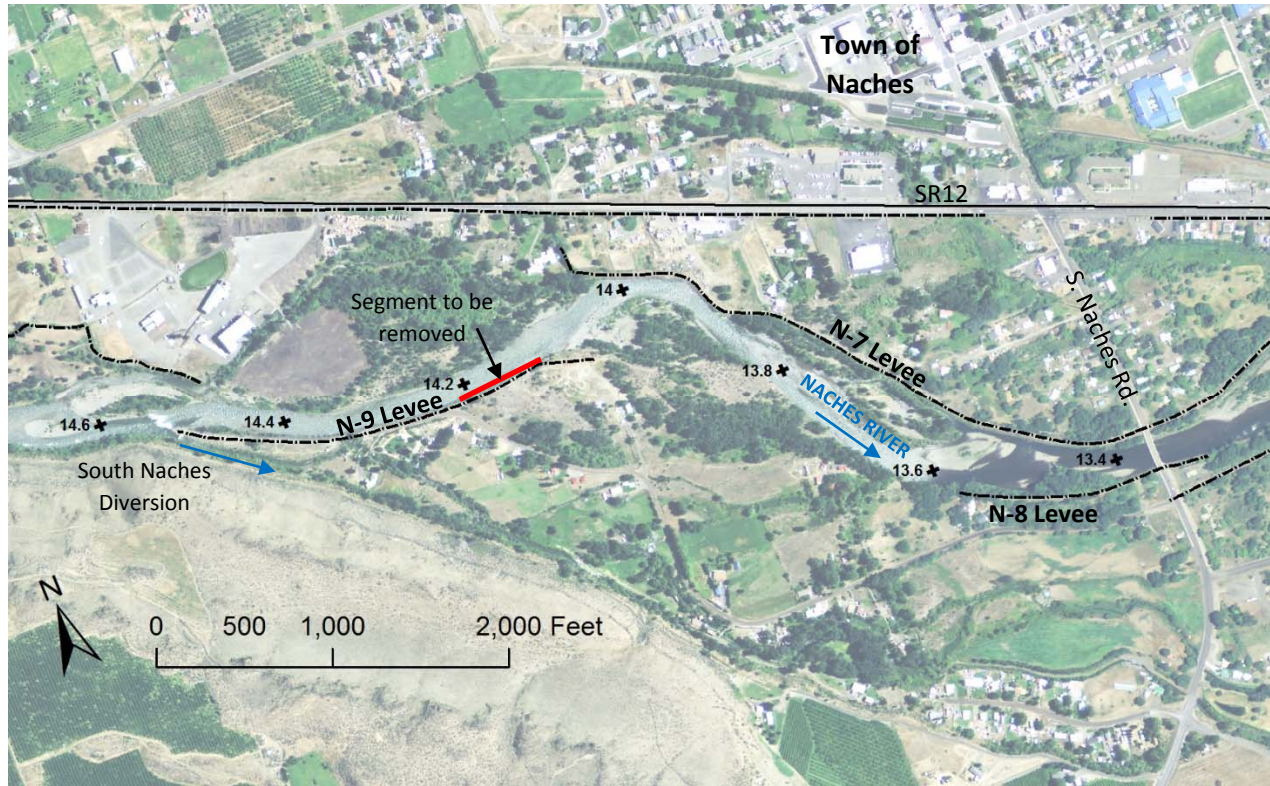 Town of
Naches
SR12
Segment to be
removed
14
S. Naches Rd
N-7 Levee
13.8
14.2
NACHES RIVER
N-9 Levee
14.6
14.4
13.4
13.6
South Naches
Diversion
N-8 Levee
N
0 500 1,000 2,000 Feet